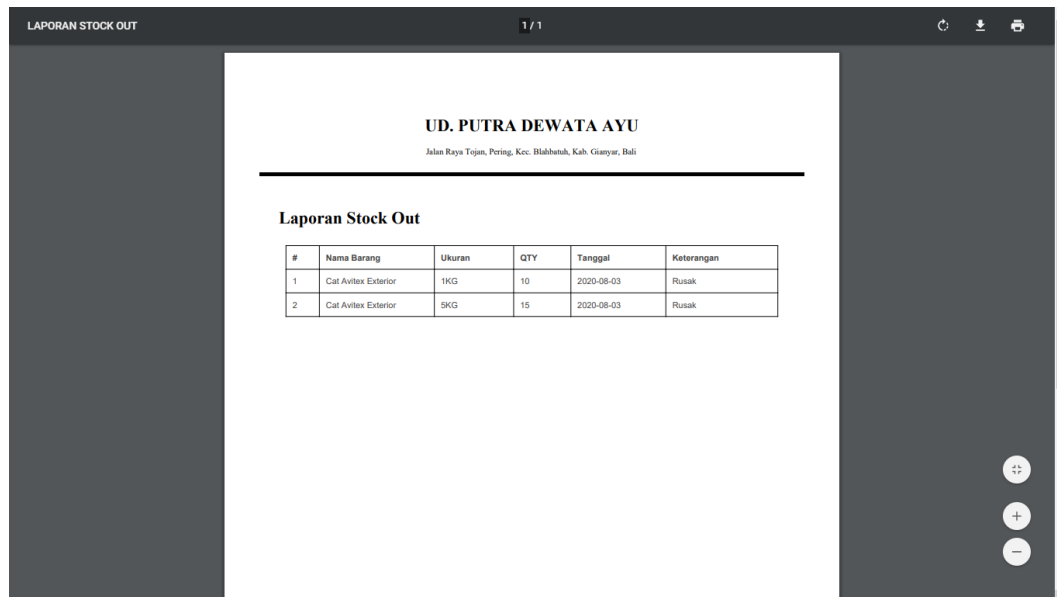 LAPORAN STOCK OUT
1 / 1
UD. PUTRA DEWATA AYU
Jalan Raya Tojan, Pering, Kec. Blahbatuh, Kab. Gianyar, Bali
Laporan Stock Out
# Nama Barang Ukuran QTY Tanggal Keterangan
1 Cat Avitex Exterior 1KG 10 2020-08-03 Rusak
2 Cat Avitex Exterior 5KG 15 2020-08-03 Rusak